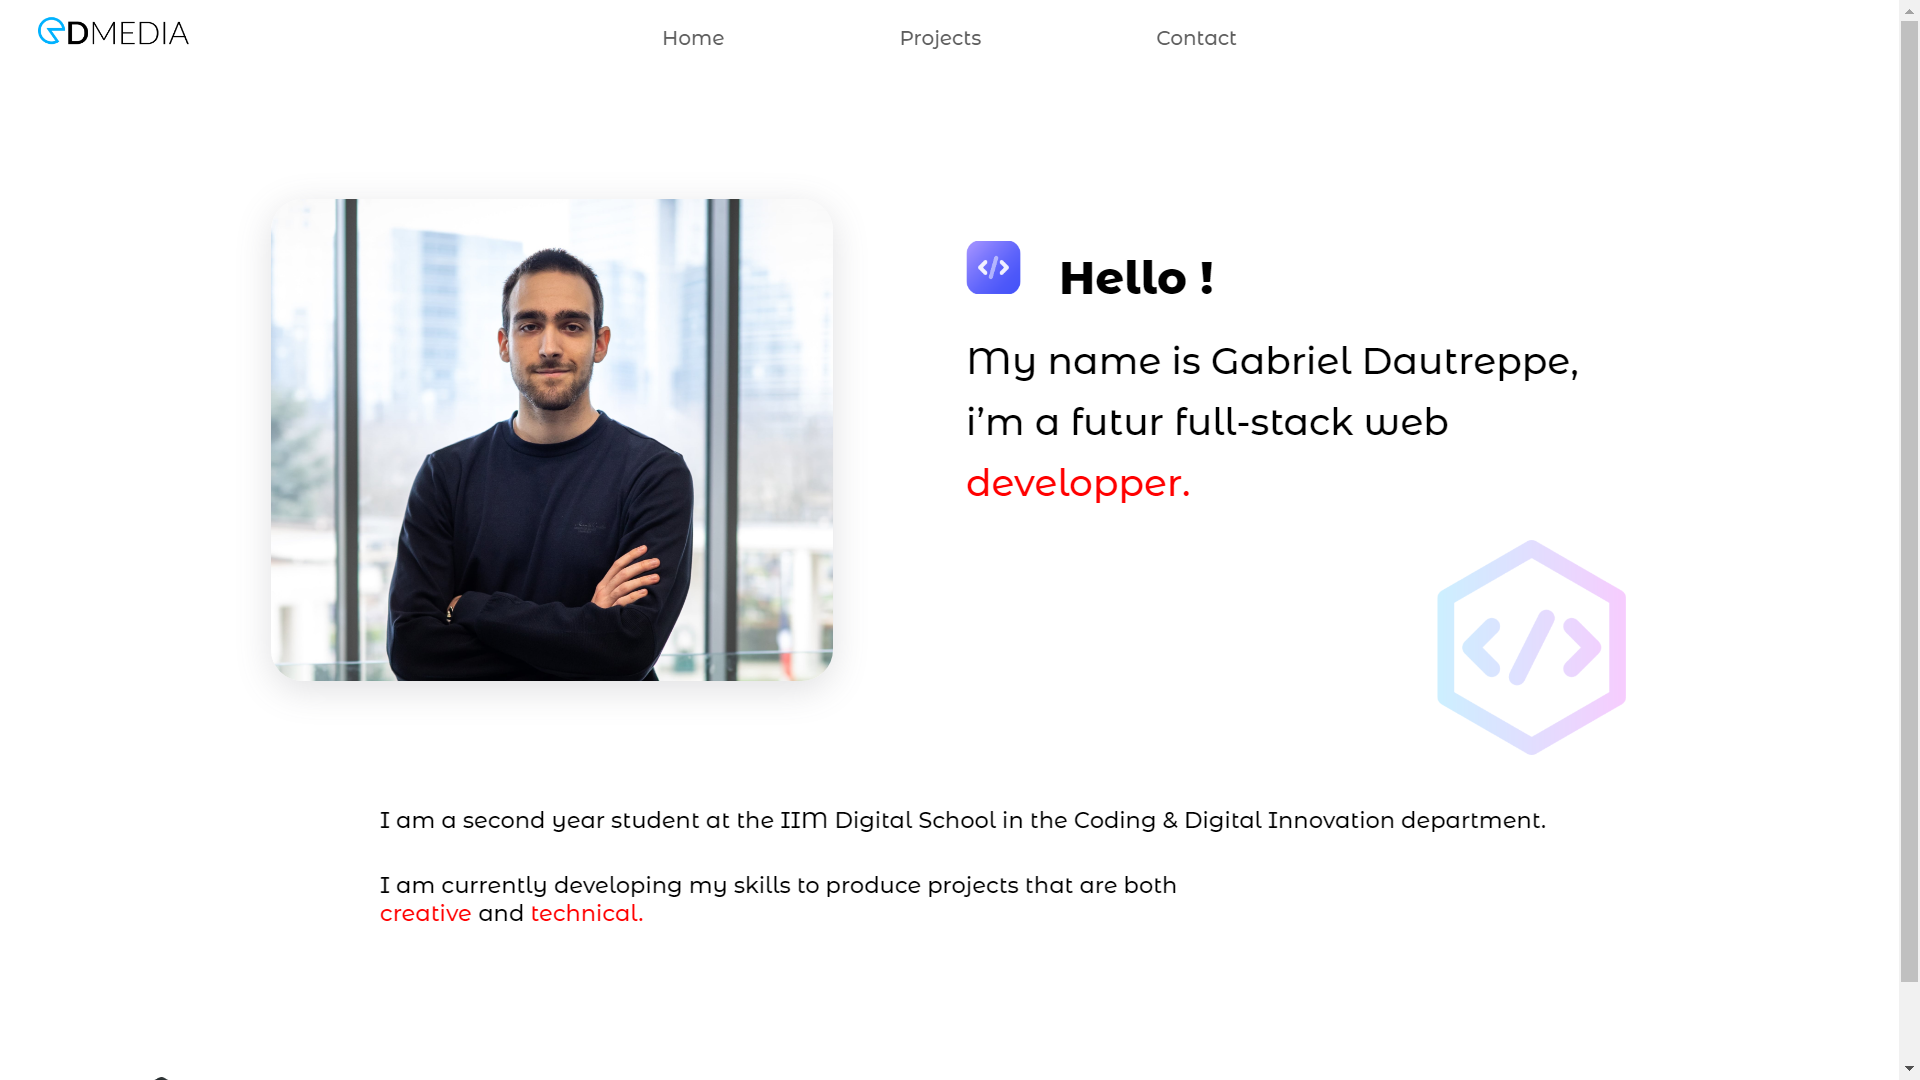 DMEDIA
Home
Projects
Contact
Hello !
My name is Gabriel Dautreppe,
i’m a futur full-stack web
developper.
I am a second year student at the IIM Digital School in the Coding & Digital Innovation department.
I am currently developing my skills to produce projects that are both
creative and technical.